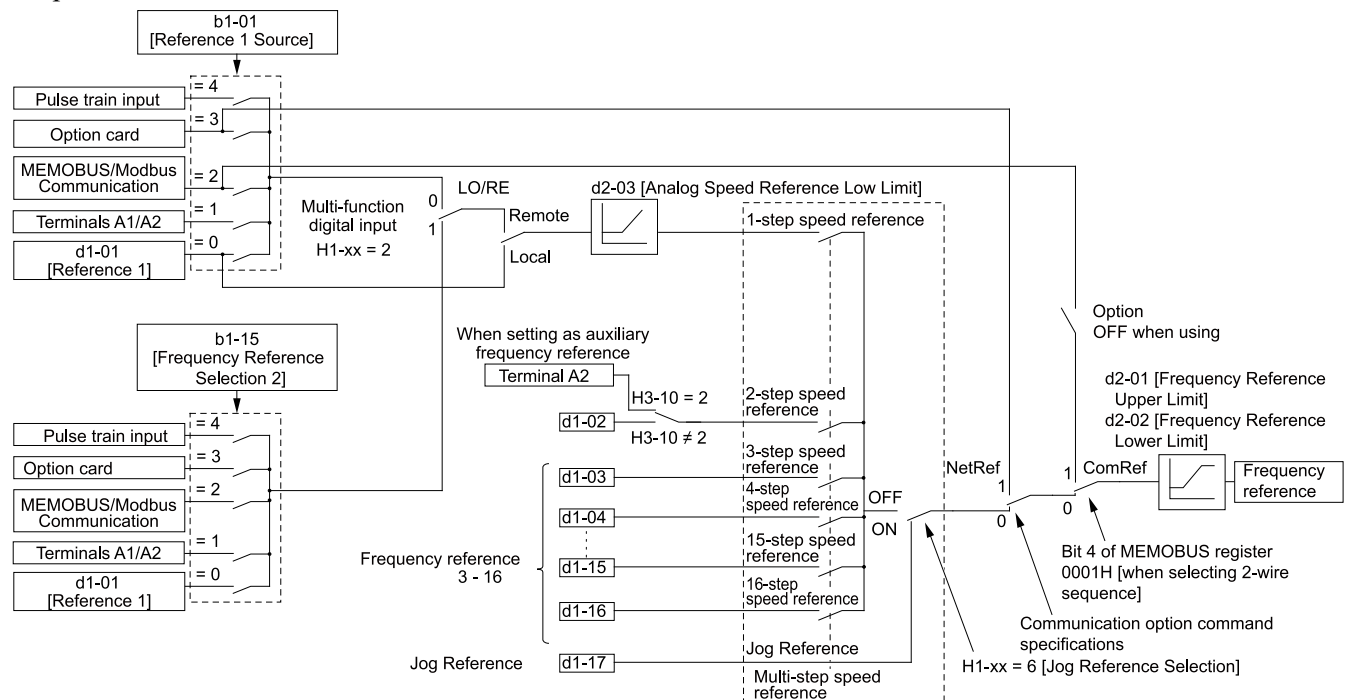 b1-01
[Reference 1 Source]
= 4
Pulse train input
= 3
Option card
MEMOBUS/Modbus
Communication
= 2
= 1
Terminals A1/A2
= 0
d1-01
[Reference 1]
Multi-function
digital input
H1-xx = 2
0
1
LO/RE
Remote
Local
d2-03 [Analog Speed Reference Low Limit]
1-step speed reference
b1-15
[Frequency Reference
Selection 2]
= 4
Pulse train input
= 3
Option card
= 2
MEMOBUS/Modbus
Communication
= 1
Terminals A1/A2
= 0
d1-01
[Reference 1]
When setting as auxiliary
frequency reference
Terminal A2
H3-10 = 2
d1-02
H3-10 ≠ 2
2-step speed
reference
3-step speed
reference
d1-03
4-step
speed reference
d1-04
15-step speed
reference
d1-15
16-step
speed reference
d1-16
Frequency reference
3 - 16
Jog Reference
d1-17
Jog Reference
Multi-step speed
reference
OFF
ON
NetRef
1
0
Option
OFF when using
d2-01 [Frequency Reference
Upper Limit]
d2-02 [Frequency Reference
Lower Limit]
1
0
ComRef
Frequency
reference
Bit 4 of MEMOBUS register
0001H [when selecting 2-wire
sequence]
Communication option command
specifications
H1-xx = 6 [Jog Reference Selection]